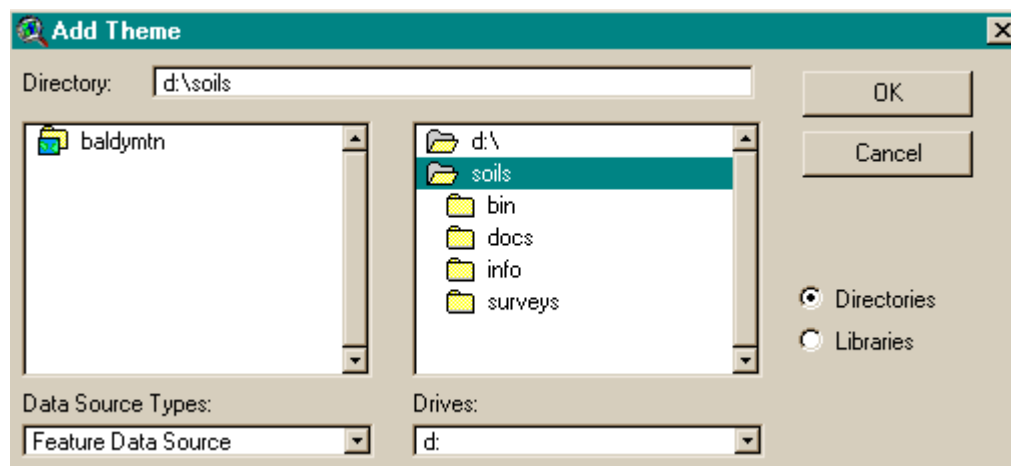 Add Theme
Directory: d:\soils
OK
baldymtn
d:\
Cancel
soils
bin
docs
info
Directories
surveys
Libraries
Data Source Types:
Drives:
Feature Data Source
d: